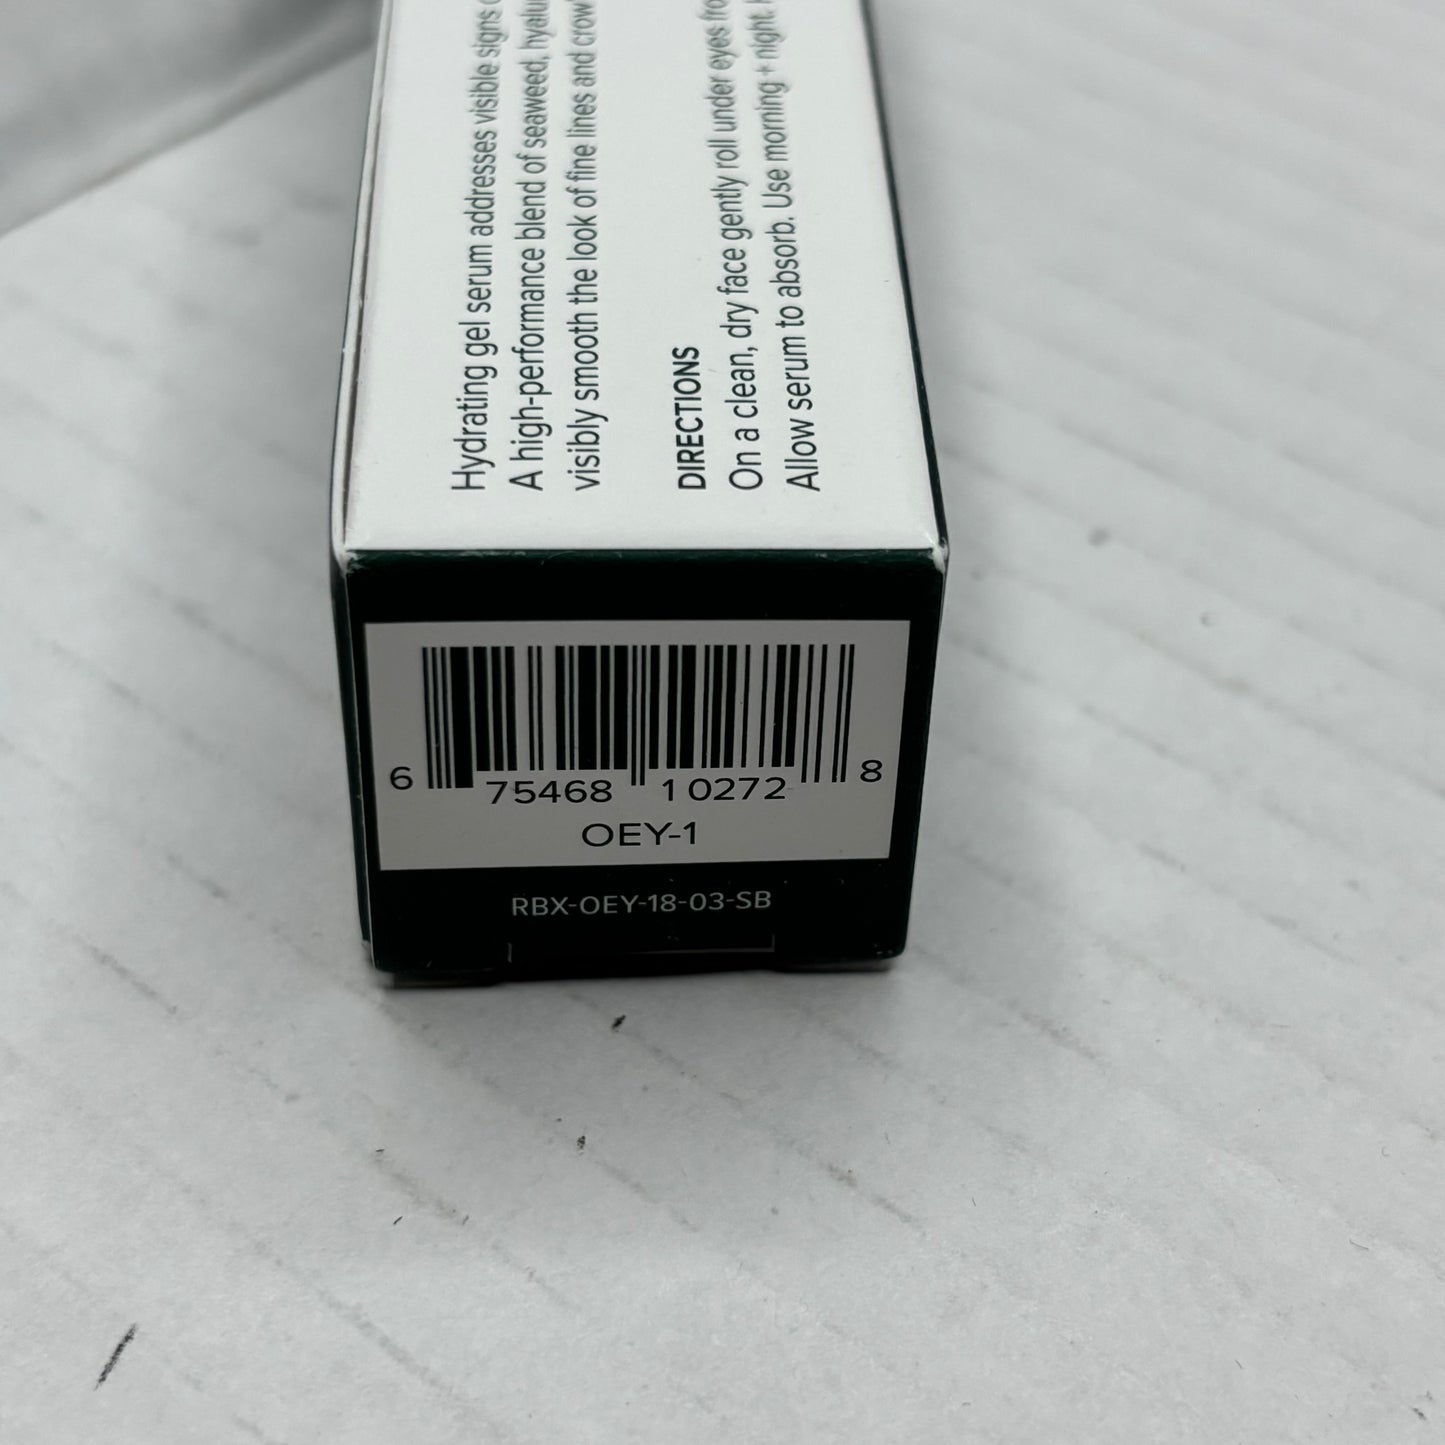 Hydrating gel serum addresses visible signs
A high-performance blend of seaweed,
visibly smooth the look of fine lines and
DIRECTIONS
On a clean, dry face gently roll under eyes
Allow serum to absorb. Use morning + night.
6 75468 10272 8
OEY-1
RBX-OEY-18-03-SB